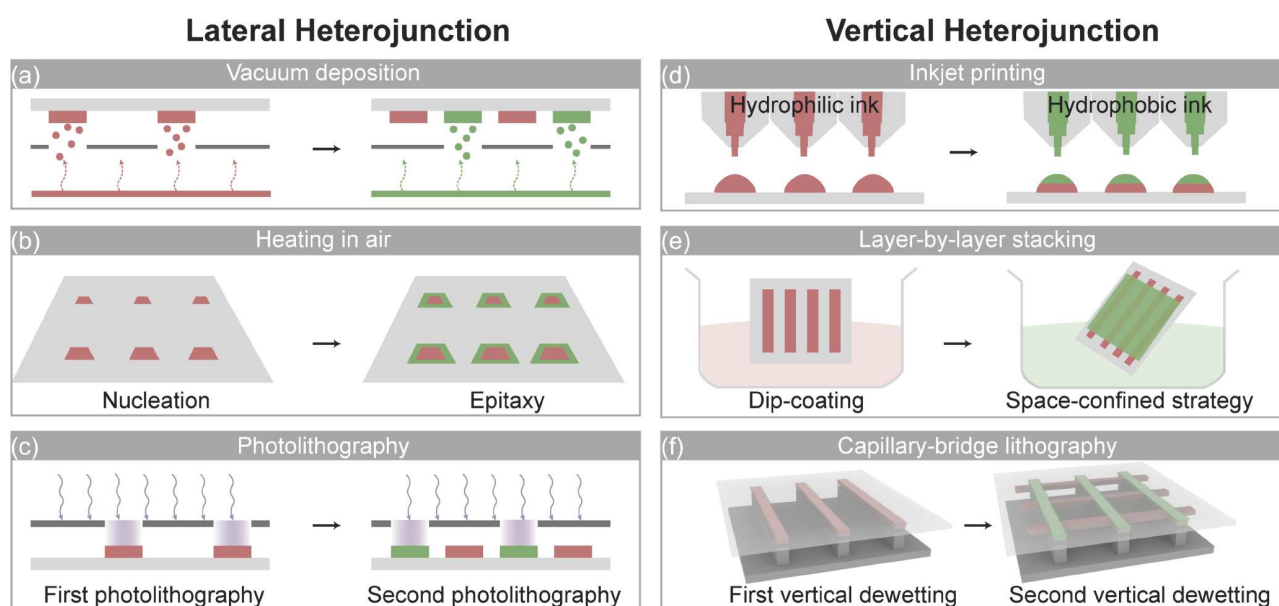 Lateral Heterojunction
Vertical Heterojunction
(a)
Vacuum deposition
(b)
Heating in air
Nucleation
Epitaxy
(c)
Photolithography
First photolithography
Second photolithography
(d)
Inkjet printing
Hydrophilic ink
Hydrophobic ink
(e)
Layer-by-layer stacking
Dip-coating
Space-confined strategy
(f)
Capillary-bridge lithography
First vertical dewetting
Second vertical dewetting